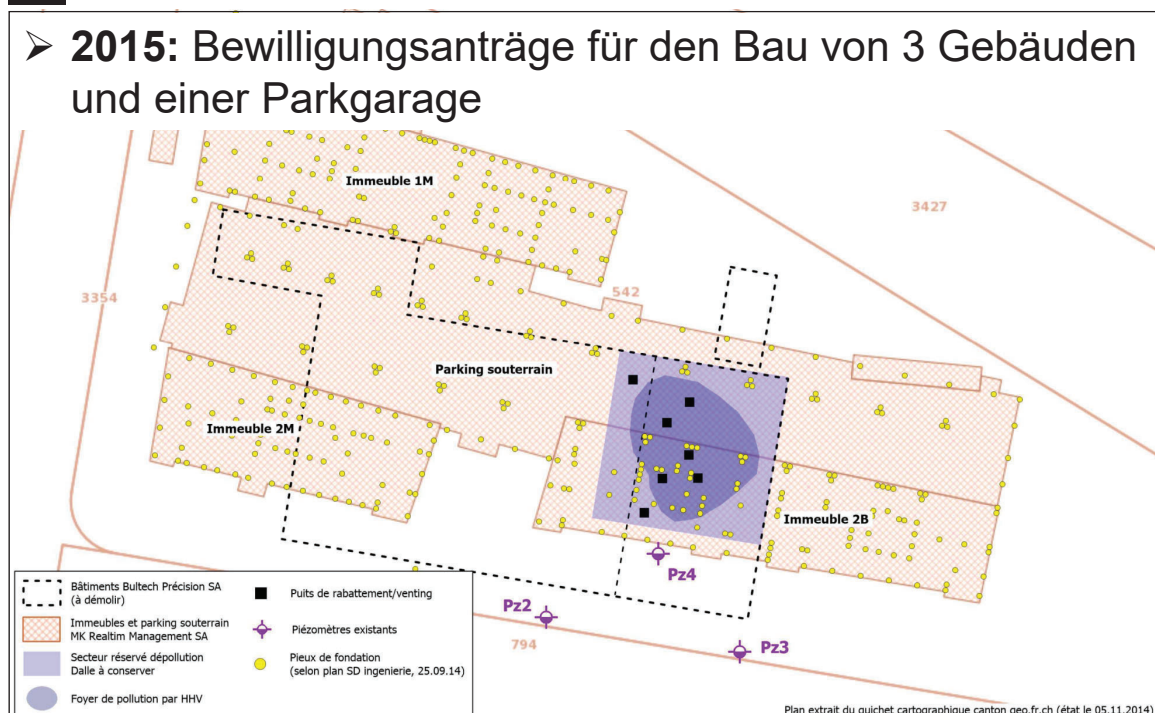 ➢ 2015: Bewilligungsanträge für den Bau von 3 Gebäuden
und einer Parkgarage
Immeuble 1M
3427
3354
542
Parking souterrain
Immeuble 2M
Immeuble 2B
Pz4
Pz2
Pz3
794
Bâtiments Bultech Précision SA
(à démolir)
Immeubles et parking souterrain
MK Realtim Management SA
Secteur réservé dépollution
Dalle à conserver
Foyer de pollution par HHV
Puits de rabattement/venting
Piézomètres existants
Pieux de fondation
(selon plan SD ingenierie, 25.09.14)
Plan extrait du guichet cartographique canton geo.fr.ch (état le 05.11.2014)